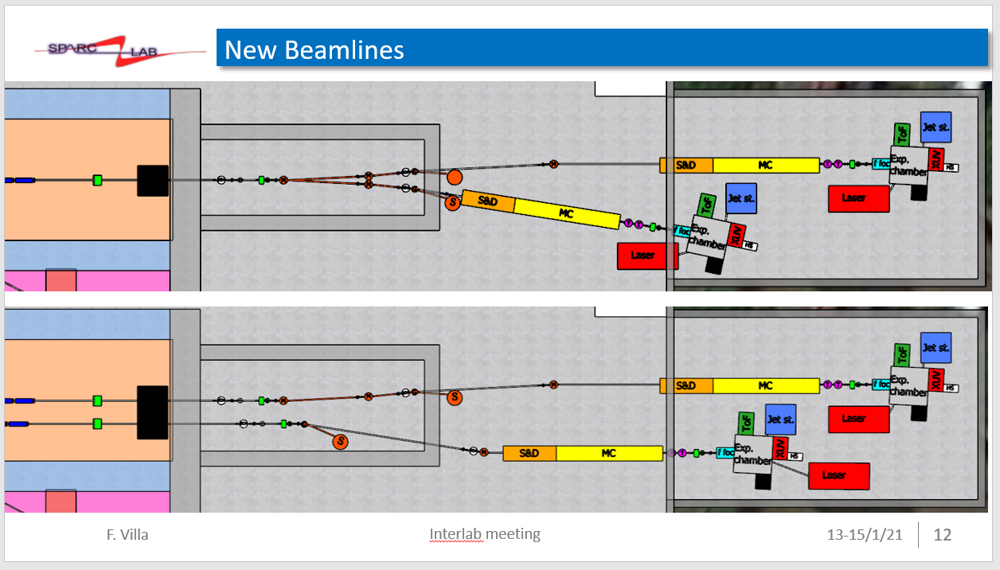 SPARC LAB
New Beamlines
ToF
Jet st.
S&D
MC
f foc
Exp.
chamber
XUV
HS
Laser
M
M
M
M
S
S&D
MC
ToF
Jet st.
f foc
Exp.
chamber
XUV
HS
Laser
ToF
Jet st.
S&D
MC
f foc
Exp.
chamber
XUV
HS
Laser
S
S
S&D
MC
ToF
Jet st.
f foc
Exp.
chamber
XUV
HS
Laser
F. Villa
Interlab meeting
13-15/1/21
12